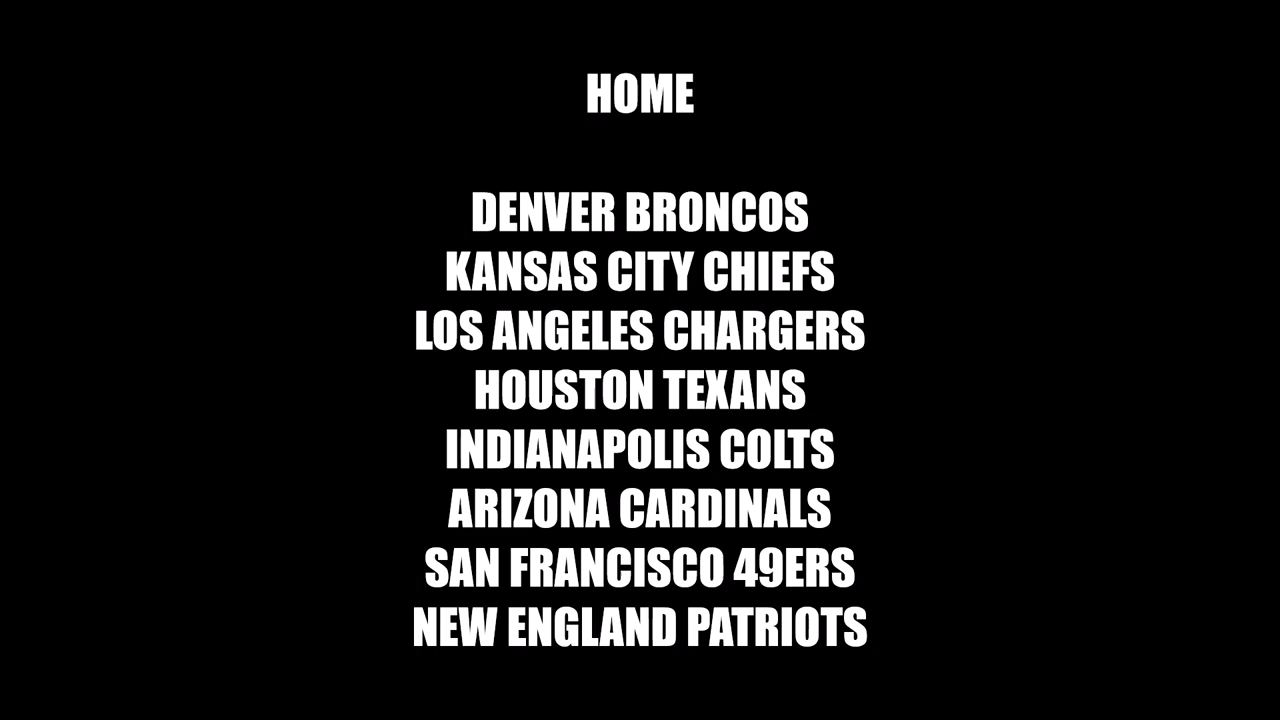 HOME
DENVER BRONCOS
KANSAS CITY CHIEFS
LOS ANGELES CHARGERS
HOUSTON TEXANS
INDIANAPOLIS COLTS
ARIZONA CARDINALS
SAN FRANCISCO 49ERS
NEW ENGLAND PATRIOTS